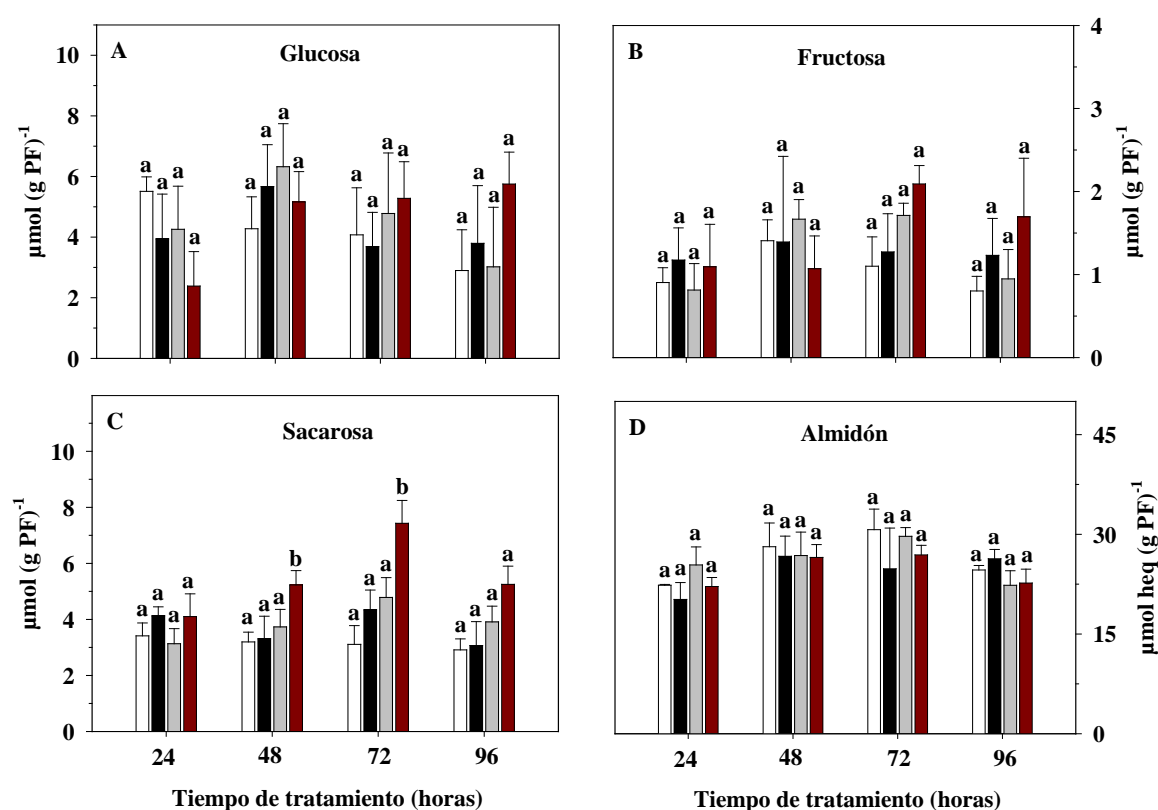 A
Glucosa
10
8
6
4
2
0
µmol (g PF)-1
a a a a
a a a a
a a a a
a a a a
B
Fructosa
4
3
2
1
0
µmol (g PF)-1
a a a a
a a a a
a a a a
a a a a
C
Sacarosa
10
8
6
4
2
0
µmol (g PF)-1
a a a a
a a a b
a a a b
a a a a
24 48 72 96
Tiempo de tratamiento (horas)
D
Almidón
45
30
15
0
µmol heq (g PF)-1
a a a a
a a a a
a a a a
a a a a
24 48 72 96
Tiempo de tratamiento (horas)